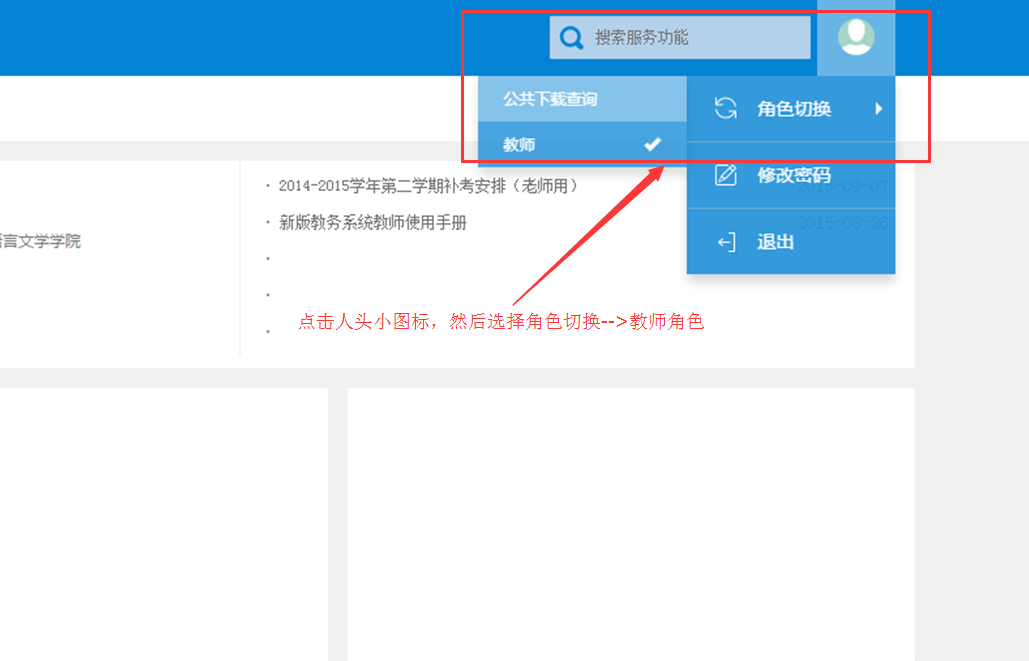 搜索服务功能
公共下载查询
角色切换
教师
修改密码
2014-2015学年第二学期补考安排（老师用）
2015-09-07
新版教务系统教师使用手册
2015-08-26
言文学学院
退出
点击人头小图标，然后选择角色切换-->教师角色